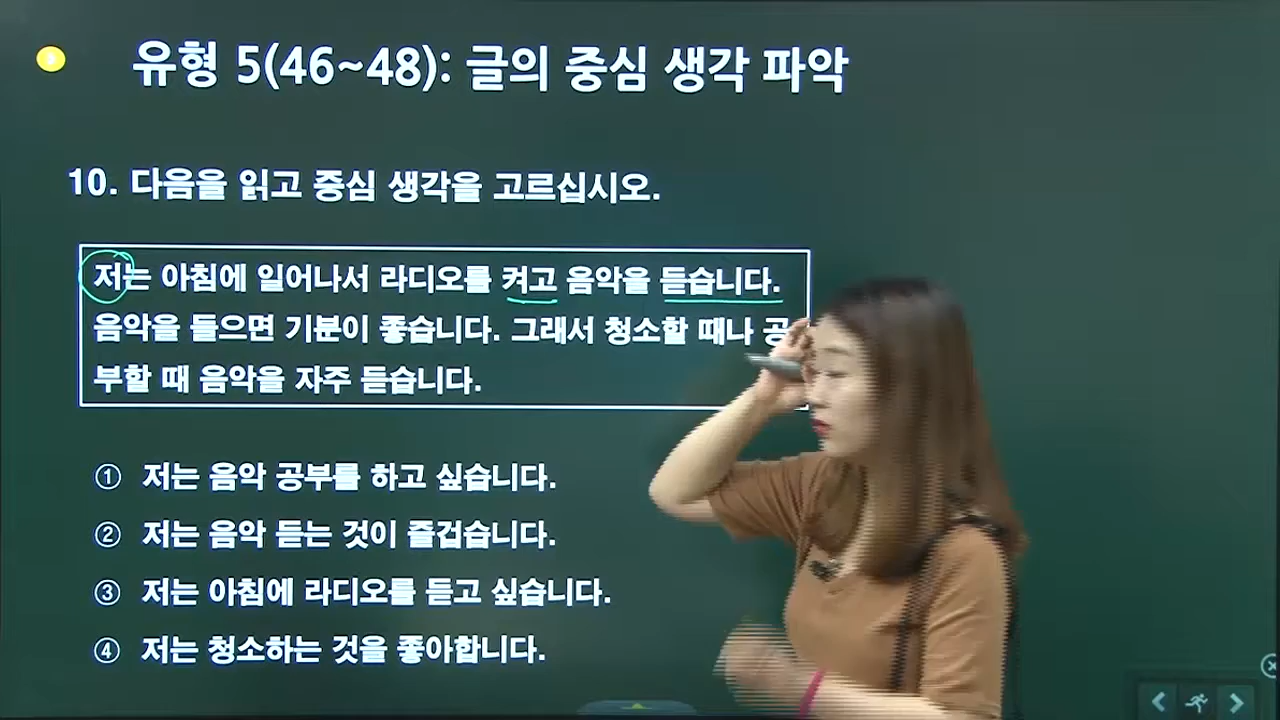 유형 5(46~48): 글의 중심 생각 파악
10. 다음을 읽고 중심 생각을 고르십시오.
저는 아침에 일어나서 라디오를 켜고 음악을 듣습니다.
음악을 들으면 기분이 좋습니다. 그래서 청소할 때나 공
부할 때 음악을 자주 듣습니다.
① 저는 음악 공부를 하고 싶습니다.
② 저는 음악 듣는 것이 즐겁습니다.
③ 저는 아침에 라디오를 듣고 싶습니다.
④ 저는 청소하는 것을 좋아합니다.